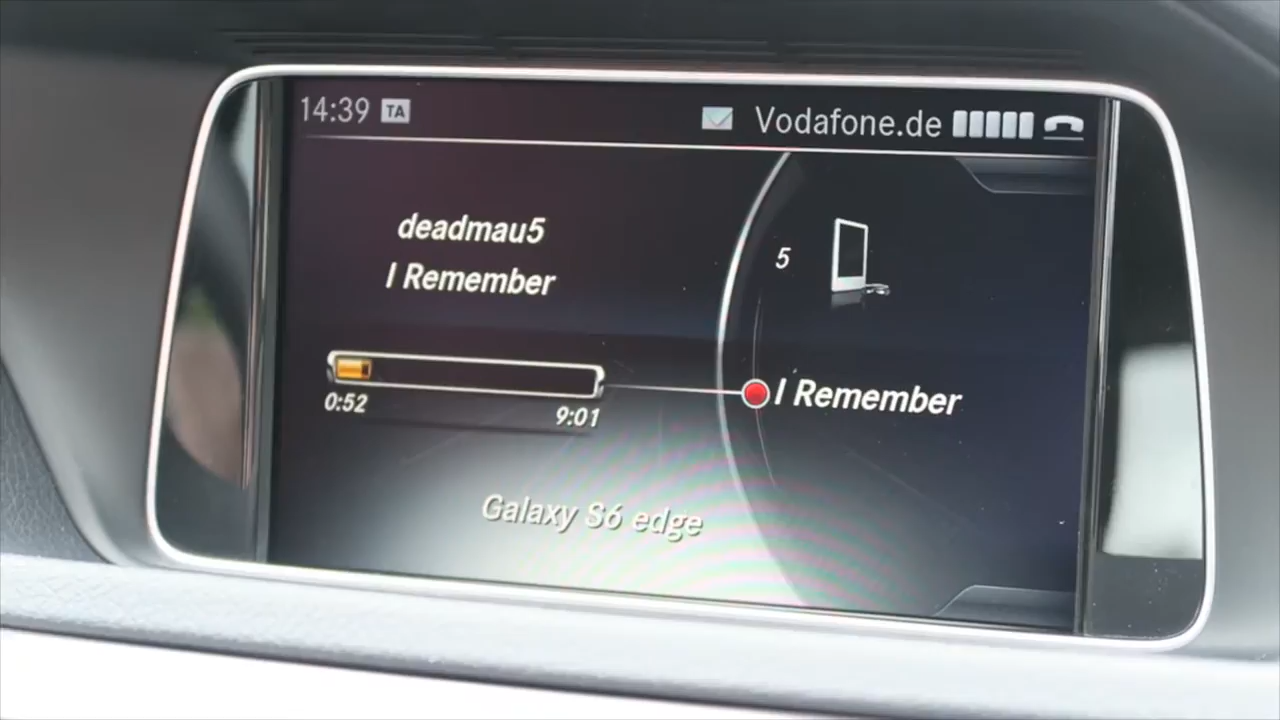 14:39 TA Vodafone.de
deadmau5
I Remember
5
0:52 9:01
I Remember
Galaxy S6 edge